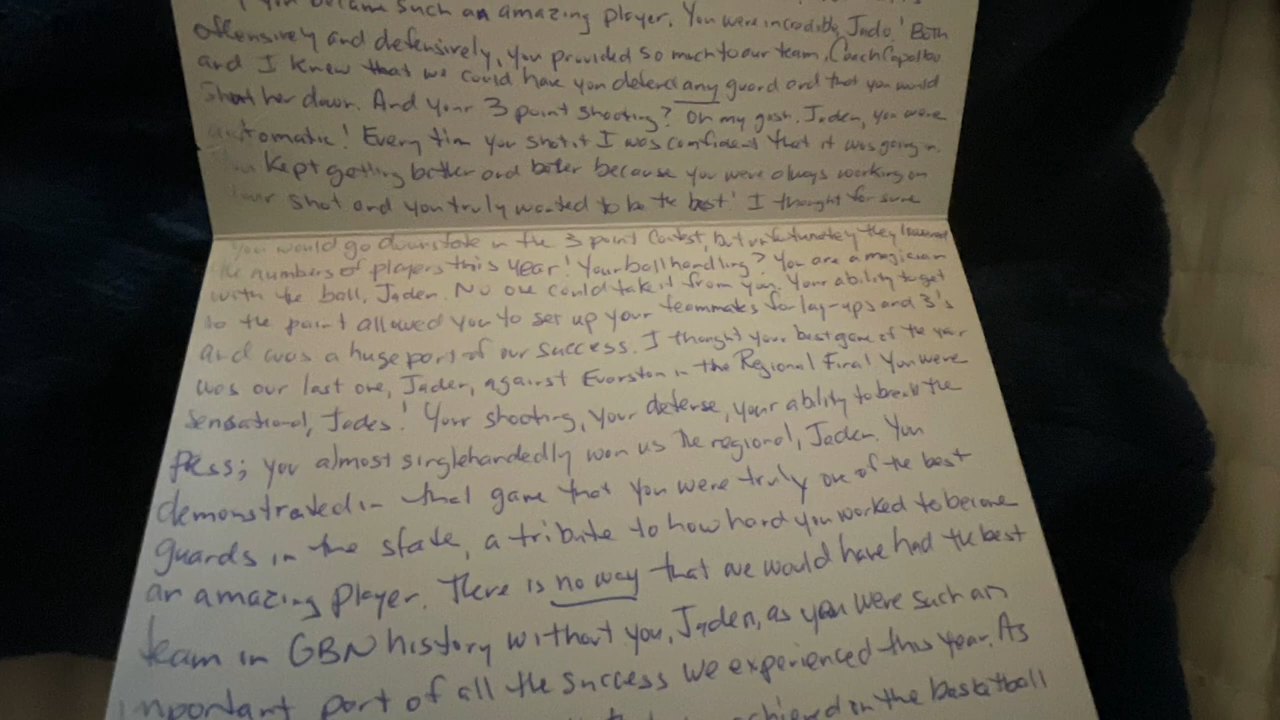 you became such an amazing player. You were incredible, Jade! Both
offensively and defensively, you provided so much to our team. Coach Capalbo
and I knew that we could have you defend any guard and that you would
shut her down. And your 3 point shooting? Oh my gosh, Jaden, you were
automatic! Every time you shot it I was confident that it was going in.
kept getting better and better because you were always working on
your shot and you truly wanted to be the best! I thought for sure
you would go downstate in the 3 point contest, but unfortunately they lowered
the numbers of players this year! Your ballhandling? You are a magician
with the ball, Jaden. No one could take it from you. Your ability to get
to the paint allowed you to set up your teammates for lay-ups and 3's
and was a huge part of our success. I thought your best game of the year
was our last one, Jaden, against Evanston in the Regional Final. You were
sensational, Jades! Your shooting, your defense, your ability to break the
press; you almost singlehandedly won us the regional, Jaden. You
demonstrated in that game that you were truly one of the best
guards in the state, a tribute to how hard you worked to become
an amazing player. There is no way that we would have had the best
team in GBN history without you, Jaden, as you were such an
important part of all the success we experienced this year. As
achieved in the basketball